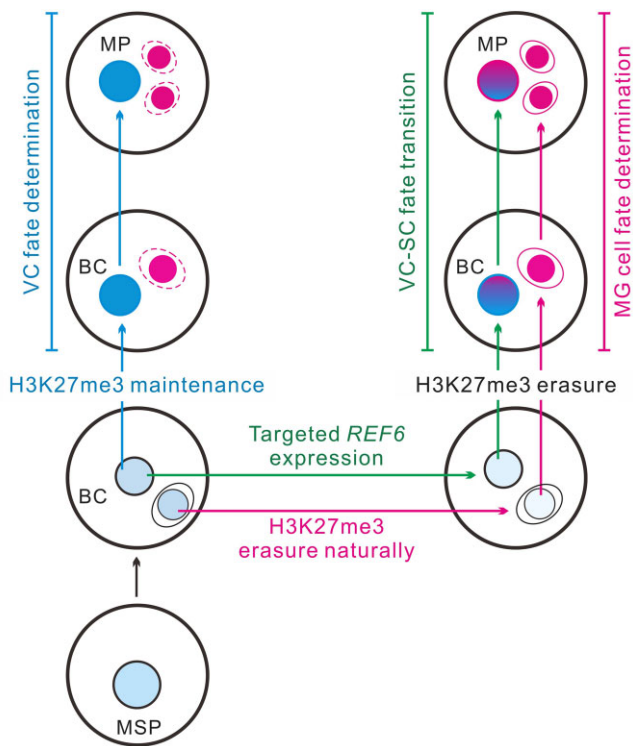 MP
MP
VC fate determination
VC-SC fate transition
MG cell fate determination
BC
BC
H3K27me3 maintenance
H3K27me3 erasure
Targeted REF6
expression
BC
H3K27me3
erasure naturally
MSP